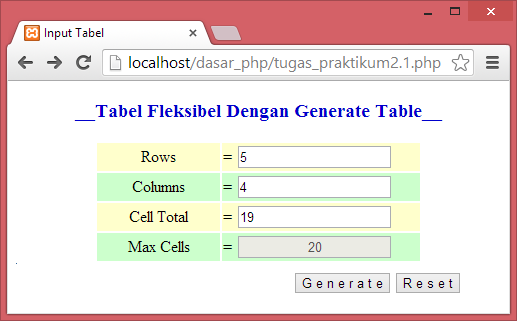 Input Tabel
localhost/dasar_php/tugas_praktikum2.1.php
__Tabel Fleksibel Dengan Generate Table__
Rows = 5
Columns = 4
Cell Total = 19
Max Cells = 20
Generate Reset